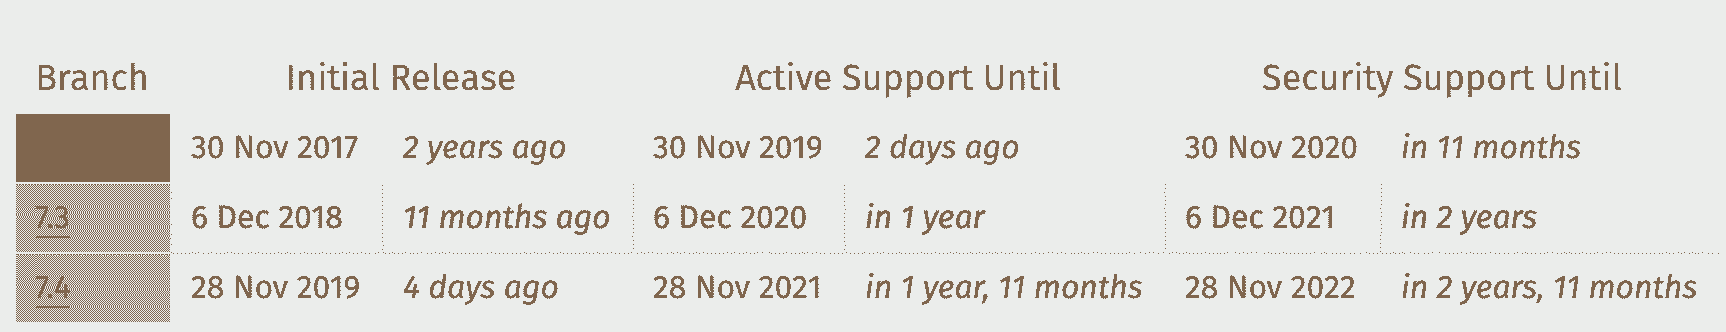 Branch Initial Release Active Support Until Security Support Until
30 Nov 2017 2 years ago 30 Nov 2019 2 days ago 30 Nov 2020 in 11 months
7.3 6 Dec 2018 11 months ago 6 Dec 2020 in 1 year 6 Dec 2021 in 2 years
7.4 28 Nov 2019 4 days ago 28 Nov 2021 in 1 year, 11 months 28 Nov 2022 in 2 years, 11 months